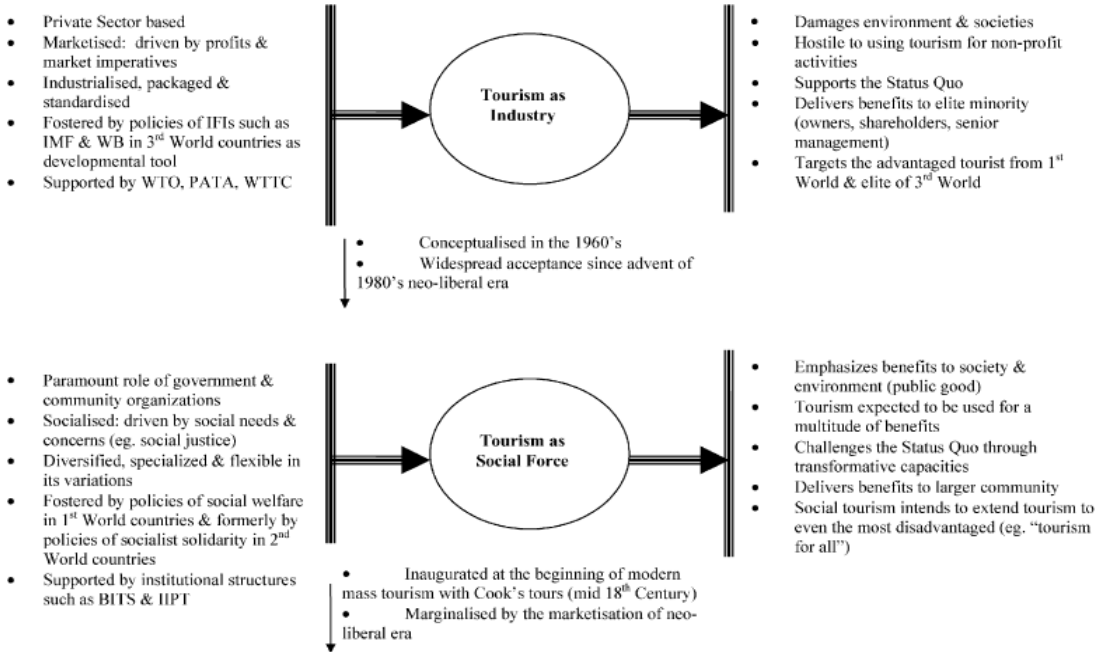 • Private Sector based
• Marketised: driven by profits &
market imperatives
• Industrialised, packaged &
standardised
• Fostered by policies of IFIs such as
IMF & WB in 3rd World countries as
developmental tool
• Supported by WTO, PATA, WTTC
Tourism as
Industry
• Damages environment & societies
• Hostile to using tourism for non-profit
activities
• Supports the Status Quo
• Delivers benefits to elite minority
(owners, shareholders, senior
management)
• Targets the advantaged tourist from 1st
World & elite of 3rd World
• Conceptualised in the 1960's
• Widespread acceptance since advent of
1980's neo-liberal era
• Paramount role of government &
community organizations
• Socialised: driven by social needs &
concerns (eg. social justice)
• Diversified, specialized & flexible in
its variations
• Fostered by policies of social welfare
in 1st World countries & formerly by
policies of socialist solidarity in 2nd
World countries
• Supported by institutional structures
such as BITS & IIPT
Tourism as
Social Force
• Emphasizes benefits to society &
environment (public good)
• Tourism expected to be used for a
multitude of benefits
• Challenges the Status Quo through
transformative capacities
• Delivers benefits to larger community
• Social tourism intends to extend tourism to
even the most disadvantaged (eg. "tourism
for all")
• Inaugurated at the beginning of modern
mass tourism with Cook's tours (mid 18th Century)
• Marginalised by the marketisation of neo-
liberal era